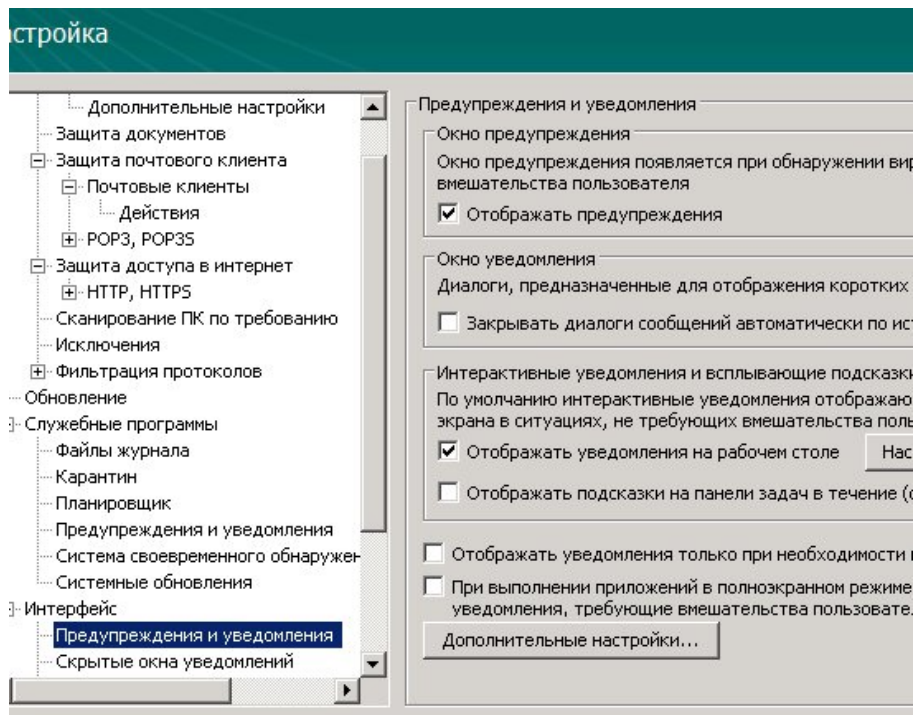 астройка
Дополнительные настройки
Защита документов
Защита почтового клиента
Почтовые клиенты
Действия
POP3, POP3S
Защита доступа в интернет
HTTP, HTTPS
Сканирование ПК по требованию
Исключения
Фильтрация протоколов
Обновление
Служебные программы
Файлы журнала
Карантин
Планировщик
Предупреждения и уведомления
Система своевременного обнаружен
Системные обновления
Интерфейс
Предупреждения и уведомления
Скрытые окна уведомлений
Предупреждения и уведомления
Окно предупреждения
Окно предупреждения появляется при обнаружении вир
вмешательства пользователя
Отображать предупреждения
Окно уведомления
Диалоги, предназначенные для отображения коротких
Закрывать диалоги сообщений автоматически по ист
Интерактивные уведомления и всплывающие подсказк
По умолчанию интерактивные уведомления отображаю
экрана в ситуациях, не требующих вмешательства поль
Отображать уведомления на рабочем столе
Нас
Отображать подсказки на панели задач в течение (с
Отображать уведомления только при необходимости
При выполнении приложений в полноэкранном режиме
уведомления, требующие вмешательства пользовате
Дополнительные настройки...